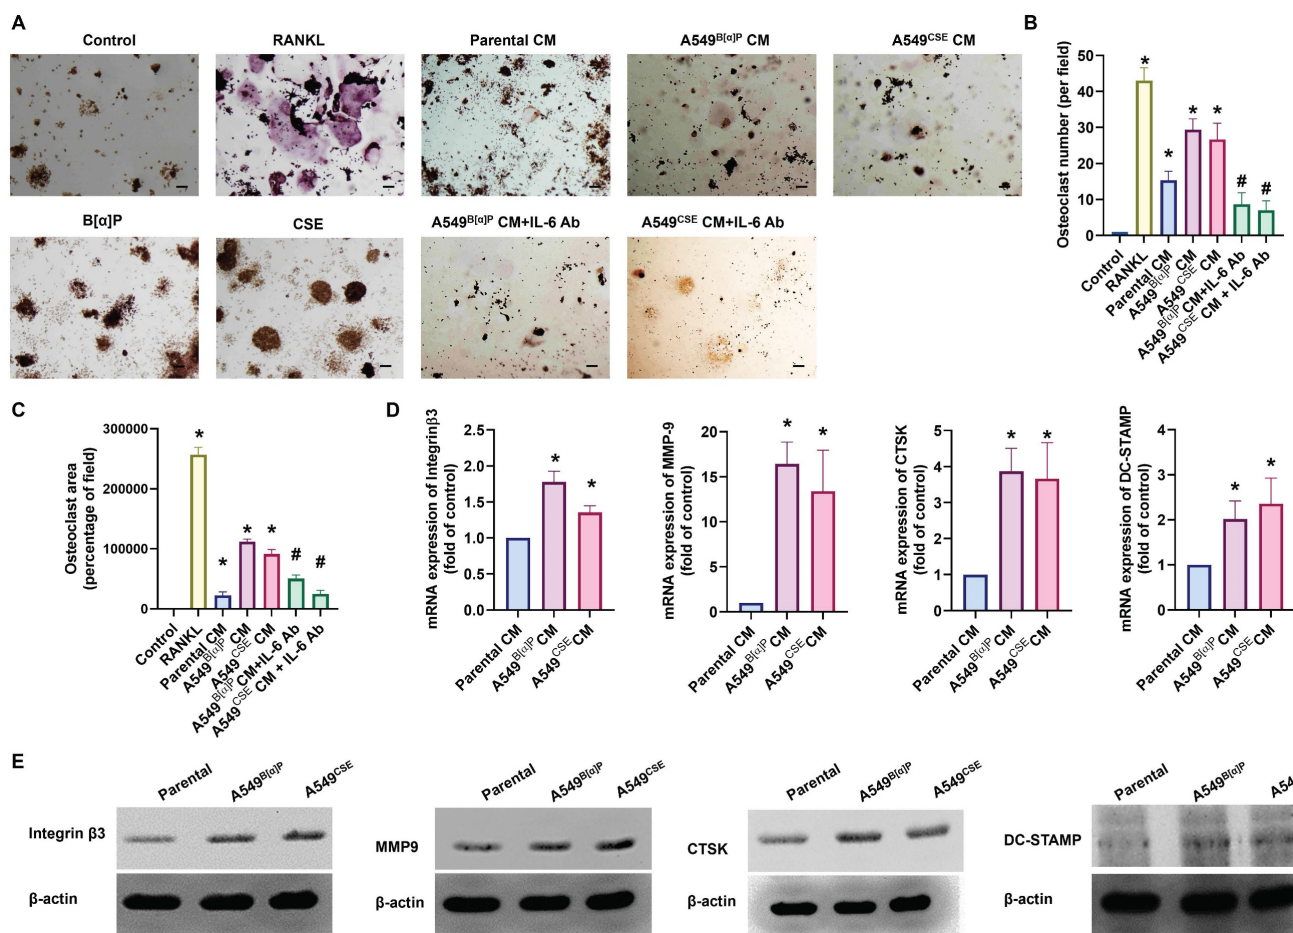 A
Control
RANKL
Parental CM
A549B[α]P CM
A549CSE CM
B[α]P
CSE
A549B[α]P CM+IL-6 Ab
A549CSE CM+IL-6 Ab
B
Osteoclast number (per field)
50
40
30
20
10
0
*
*
*
*
#
#
Control
RANKL
Parental CM
A549B[α]P CM
A549CSE CM
A549B[α]P CM+IL-6 Ab
A549CSE CM + IL-6 Ab
C
Osteoclast area
(percentage of field)
300000
200000
100000
0
*
*
*
*
#
#
Control
RANKL
Parental CM
A549B[α]P CM
A549CSE CM
A549B[α]P CM+IL-6 Ab
A549CSE CM + IL-6 Ab
D
mRNA expression of Integrinβ3
(fold of control)
2.5
2.0
1.5
1.0
0.5
0.0
*
*
Parental CM
A549B[α]P CM
A549CSE CM
mRNA expression of MMP-9
(fold of control)
20
15
10
5
0
*
*
Parental CM
A549B[α]P CM
A549CSE CM
mRNA expression of CTSK
(fold of control)
5
4
3
2
1
0
*
*
Parental CM
A549B[α]P CM
A549CSE CM
mRNA expression of DC-STAMP
(fold of control)
4
3
2
1
0
*
*
Parental CM
A549B[α]P CM
A549CSE CM
E
Parental
A549B[α]P
A549CSE
Integrin β3
β-actin
Parental
A549B[α]P
A549CSE
MMP9
β-actin
Parental
A549B[α]P
A549CSE
CTSK
β-actin
Parental
A549B[α]P
A54
DC-STAMP
β-actin